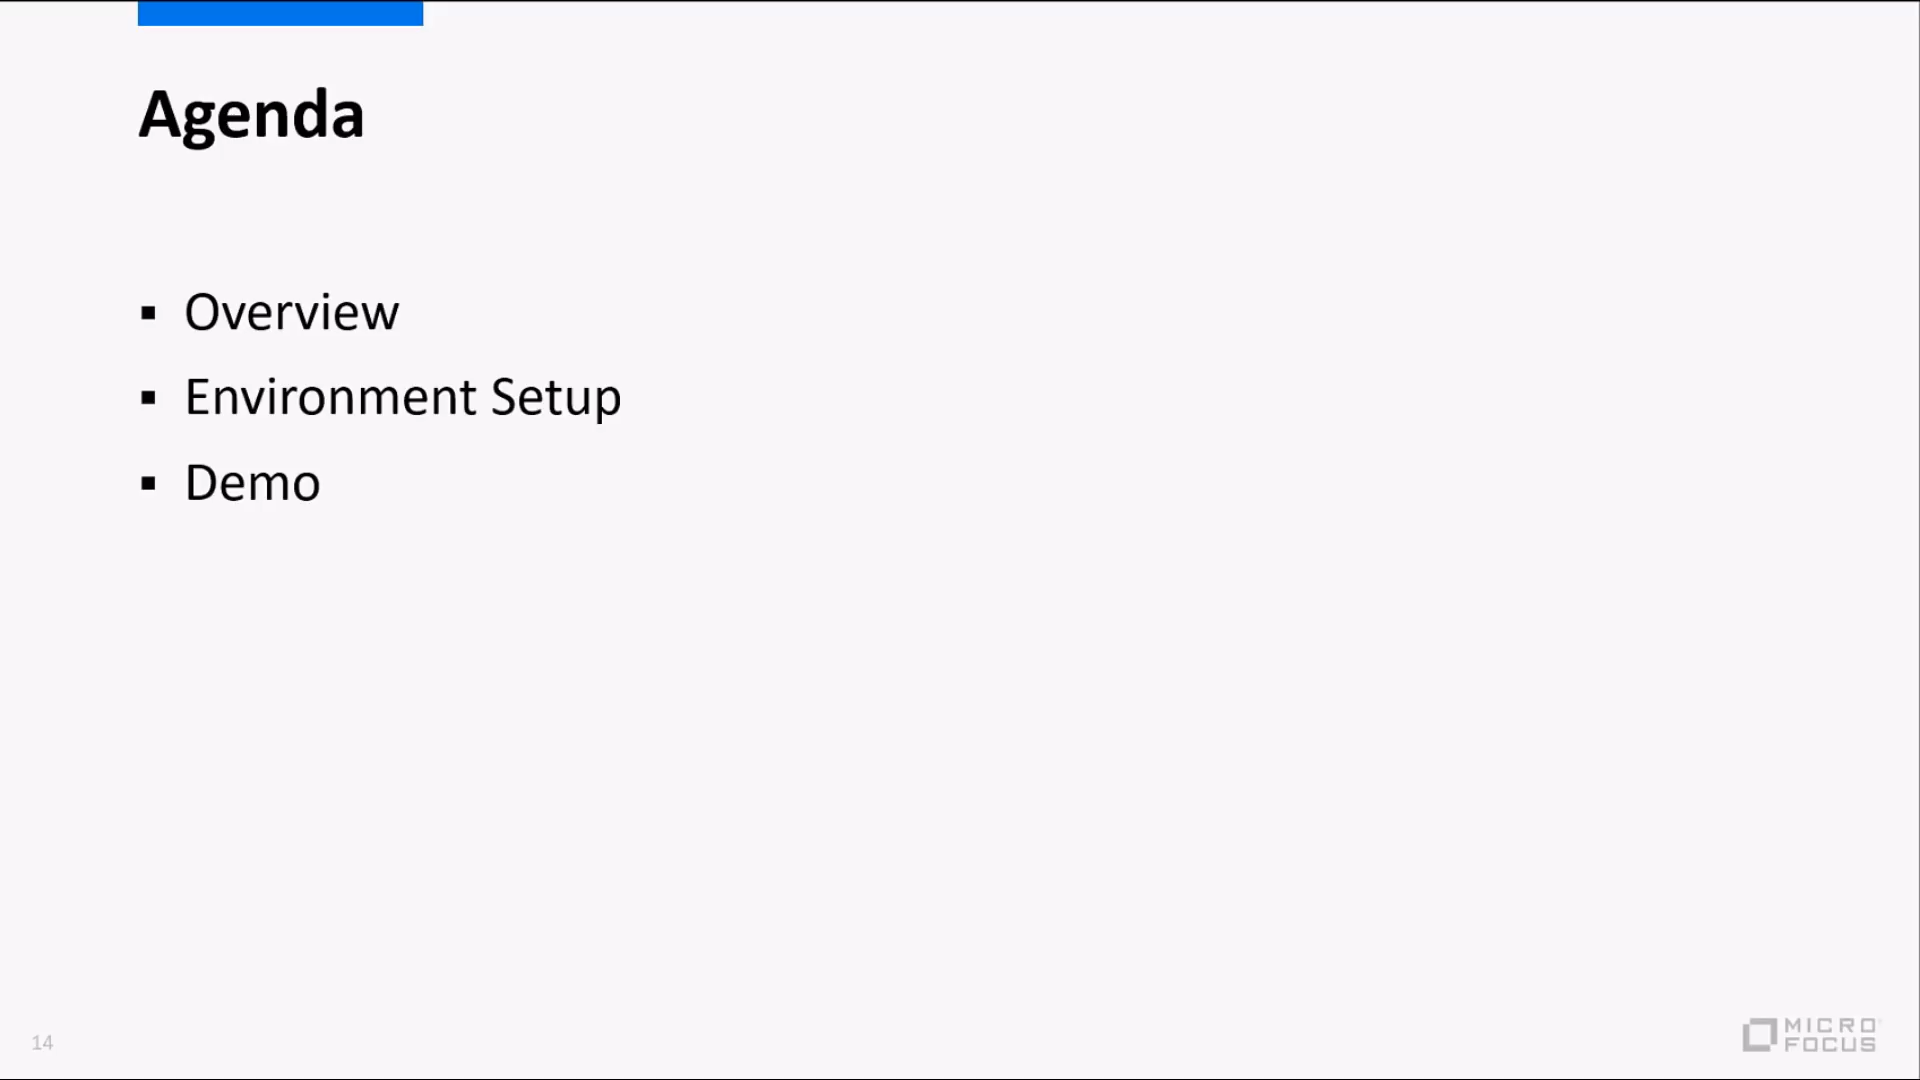 Agenda
▪ Overview
▪ Environment Setup
▪ Demo
14
MICRO
FOCUS